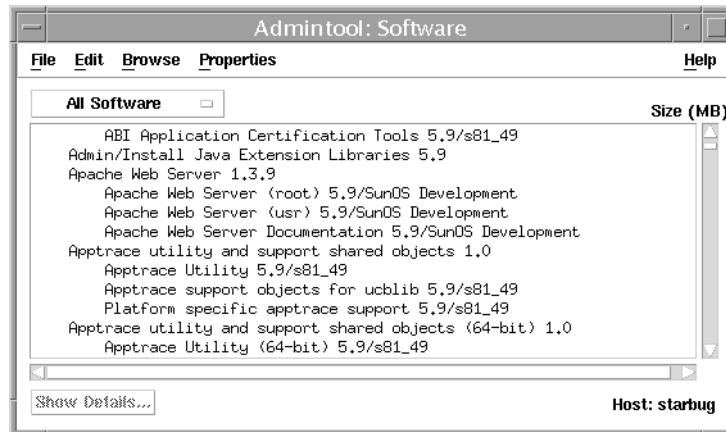 Admintool: Software
File Edit Browse Properties Help
All Software
Size (MB)
ABI Application Certification Tools 5.9/s81_49
Admin/Install Java Extension Libraries 5.9
Apache Web Server 1.3.9
Apache Web Server (root) 5.9/SunOS Development
Apache Web Server (usr) 5.9/SunOS Development
Apache Web Server Documentation 5.9/SunOS Development
Apptrace utility and support shared objects 1.0
Apptrace Utility 5.9/s81_49
Apptrace support objects for ucblib 5.9/s81_49
Platform specific apptrace support 5.9/s81_49
Apptrace utility and support shared objects (64-bit) 1.0
Apptrace Utility (64-bit) 5.9/s81_49
Show Details...
Host: starbug